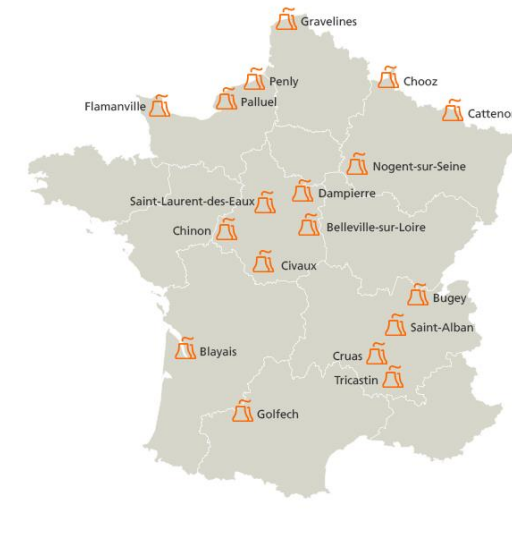 Gravelines
Penly
Chooz
Palluel
Flamanville
Cattenom
Nogent-sur-Seine
Dampierre
Saint-Laurent-des-Eaux
Belleville-sur-Loire
Chinon
Civaux
Bugey
Saint-Alban
Blayais
Cruas
Tricastin
Golfech